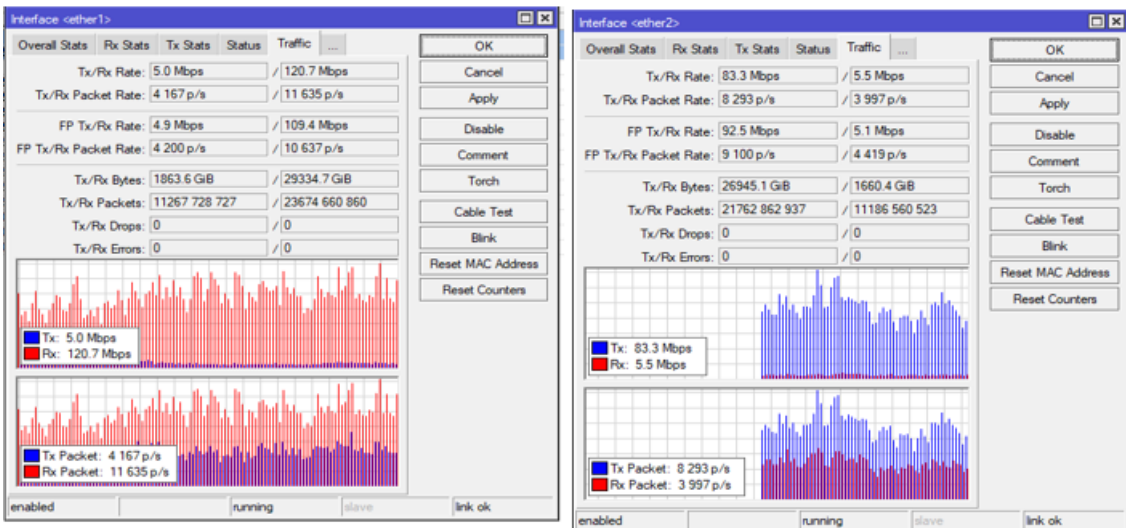 Interface <ether1>
Overall Stats Rx Stats Tx Stats Status Traffic ...
Tx/Rx Rate: 5.0 Mbps / 120.7 Mbps
Tx/Rx Packet Rate: 4 167 p/s / 11 635 p/s
FP Tx/Rx Rate: 4.9 Mbps / 109.4 Mbps
FP Tx/Rx Packet Rate: 4 200 p/s / 10 637 p/s
Tx/Rx Bytes: 1863.6 GiB / 29334.7 GiB
Tx/Rx Packets: 11267 728 727 / 23674 660 860
Tx/Rx Drops: 0 / 0
Tx/Rx Errors: 0 / 0
Tx: 5.0 Mbps
Rx: 120.7 Mbps
Tx Packet: 4 167 p/s
Rx Packet: 11 635 p/s
OK
Cancel
Apply
Disable
Comment
Torch
Cable Test
Blink
Reset MAC Address
Reset Counters
enabled running slave link ok
Interface <ether2>
Overall Stats Rx Stats Tx Stats Status Traffic ...
Tx/Rx Rate: 83.3 Mbps / 5.5 Mbps
Tx/Rx Packet Rate: 8 293 p/s / 3 997 p/s
FP Tx/Rx Rate: 92.5 Mbps / 5.1 Mbps
FP Tx/Rx Packet Rate: 9 100 p/s / 4 419 p/s
Tx/Rx Bytes: 26945.1 GiB / 1660.4 GiB
Tx/Rx Packets: 21762 862 937 / 11186 560 523
Tx/Rx Drops: 0 / 0
Tx/Rx Errors: 0 / 0
Tx: 83.3 Mbps
Rx: 5.5 Mbps
Tx Packet: 8 293 p/s
Rx Packet: 3 997 p/s
OK
Cancel
Apply
Disable
Comment
Torch
Cable Test
Blink
Reset MAC Address
Reset Counters
enabled running slave link ok